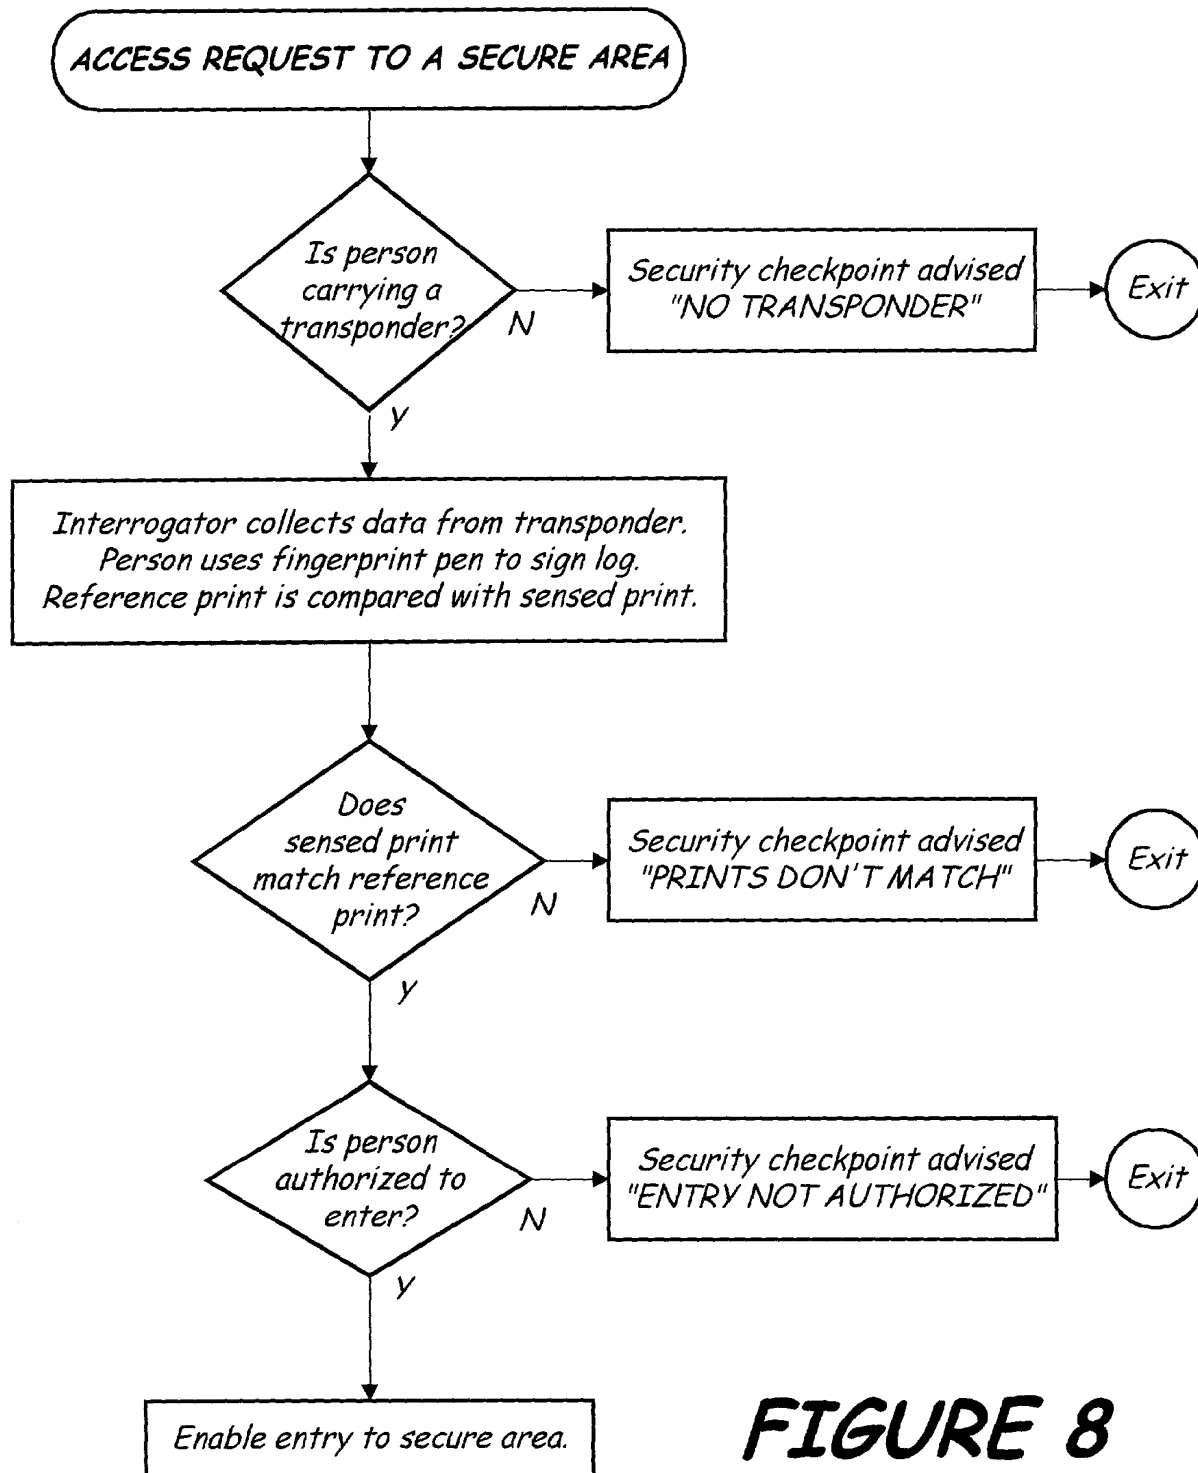 ACCESS REQUEST TO A SECURE AREA
Is person
carrying a
transponder?
N
Security checkpoint advised
"NO TRANSPONDER"
Exit
Y
Interrogator collects data from transponder.
Person uses fingerprint pen to sign log.
Reference print is compared with sensed print.
Does
sensed print
match reference
print?
N
Security checkpoint advised
"PRINTS DON'T MATCH"
Exit
Y
Is person
authorized to
enter?
N
Security checkpoint advised
"ENTRY NOT AUTHORIZED"
Exit
Y
Enable entry to secure area.
FIGURE 8